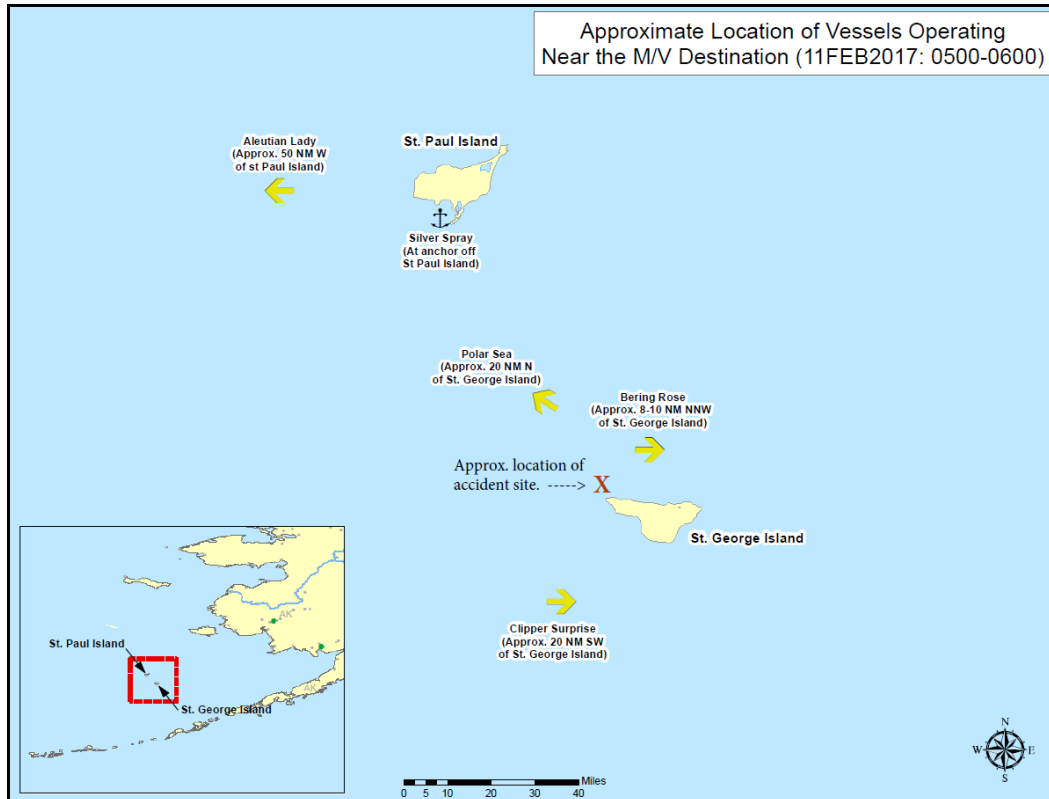 Approximate Location of Vessels Operating
Near the M/V Destination (11FEB2017: 0500-0600)
Aleutian Lady
(Approx. 50 NM W
of st Paul Island)
St. Paul Island
Silver Spray
(At anchor off
St Paul Island)
Polar Sea
(Approx. 20 NM N
of St. George Island)
Bering Rose
(Approx. 8-10 NM NNW
of St. George Island)
Approx. location of
accident site. ----->
X
St. George Island
Clipper Surprise
(Approx. 20 NM SW
of St. George Island)
AK
St. Paul Island
AK
St. George Island
N
W E
S
Miles
0 5 10 20 30 40